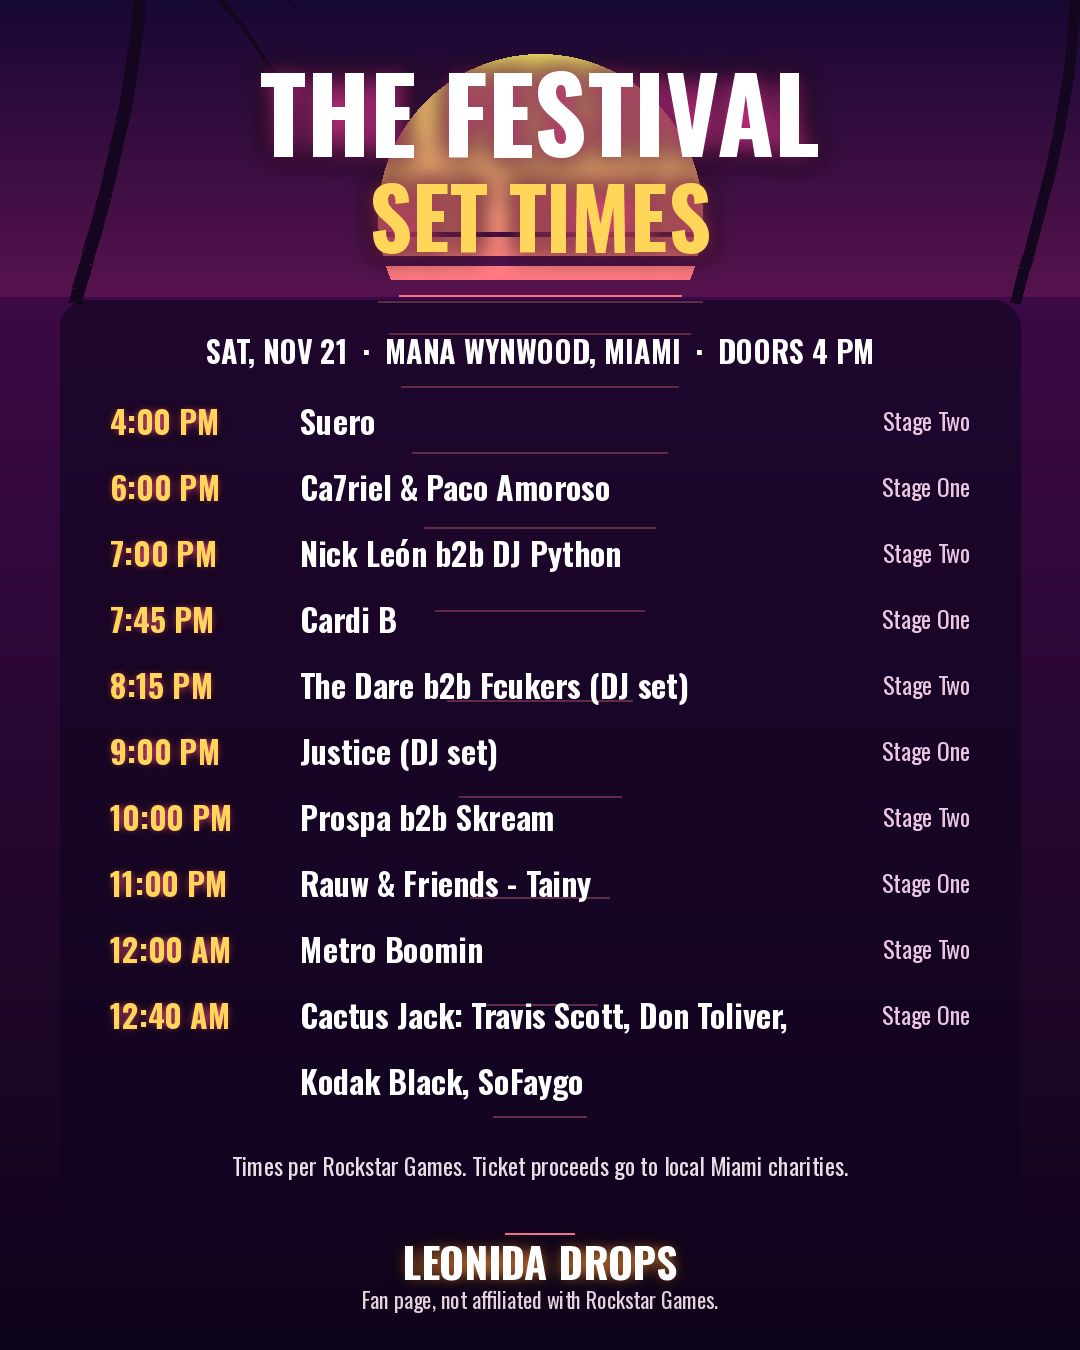 THE FESTIVAL
SET TIMES
SAT, NOV 21 · MANA WYNWOOD, MIAMI · DOORS 4 PM
4:00 PM Suero Stage Two
6:00 PM Ca7riel & Paco Amoroso Stage One
7:00 PM Nick León b2b DJ Python Stage Two
7:45 PM Cardi B Stage One
8:15 PM The Dare b2b Fcukers (DJ set) Stage Two
9:00 PM Justice (DJ set) Stage One
10:00 PM Prospa b2b Skream Stage Two
11:00 PM Rauw & Friends - Tainy Stage One
12:00 AM Metro Boomin Stage Two
12:40 AM Cactus Jack: Travis Scott, Don Toliver, Stage One
Kodak Black, SoFaygo
Times per Rockstar Games. Ticket proceeds go to local Miami charities.
LEONIDA DROPS
Fan page, not affiliated with Rockstar Games.